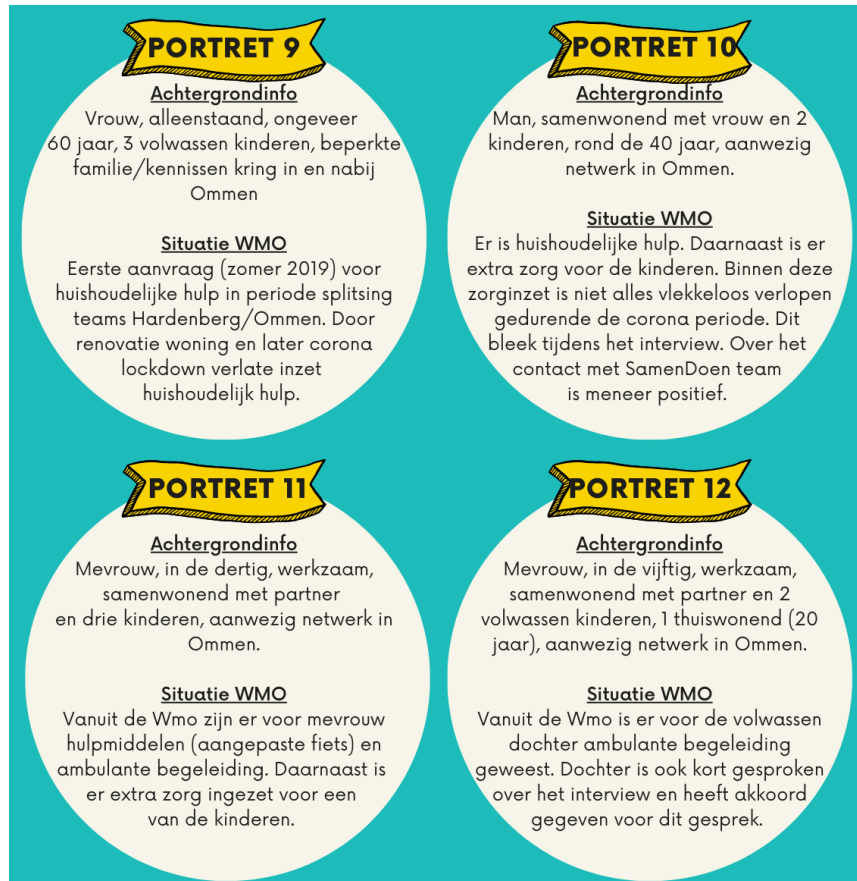 PORTRET 9
Achtergrondinfo
Vrouw, alleenstaand, ongeveer
60 jaar, 3 volwassen kinderen, beperkte
familie/kennissen kring in en nabij
Ommen
Situatie WMO
Eerste aanvraag (zomer 2019) voor
huishoudelijke hulp in periode splitsing
teams Hardenberg/Ommen. Door
renovatie woning en later corona
lockdown verlate inzet
huishoudelijk hulp.
PORTRET 10
Achtergrondinfo
Man, samenwonend met vrouw en 2
kinderen, rond de 40 jaar, aanwezig
netwerk in Ommen.
Situatie WMO
Er is huishoudelijke hulp. Daarnaast is er
extra zorg voor de kinderen. Binnen deze
zorginzet is niet alles vlekkeloos verlopen
gedurende de corona periode. Dit
bleek tijdens het interview. Over het
contact met SamenDoen team
is meneer positief.
PORTRET 11
Achtergrondinfo
Mevrouw, in de dertig, werkzaam,
samenwonend met partner
en drie kinderen, aanwezig netwerk in
Ommen.
Situatie WMO
Vanuit de Wmo zijn er voor mevrouw
hulpmiddelen (aangepaste fiets) en
ambulante begeleiding. Daarnaast is
er extra zorg ingezet voor een
van de kinderen.
PORTRET 12
Achtergrondinfo
Mevrouw, in de vijftig, werkzaam,
samenwonend met partner en 2
volwassen kinderen, 1 thuiswonend (20
jaar), aanwezig netwerk in Ommen.
Situatie WMO
Vanuit de Wmo is er voor de volwassen
dochter ambulante begeleiding
geweest. Dochter is ook kort gesproken
over het interview en heeft akkoord
gegeven voor dit gesprek.